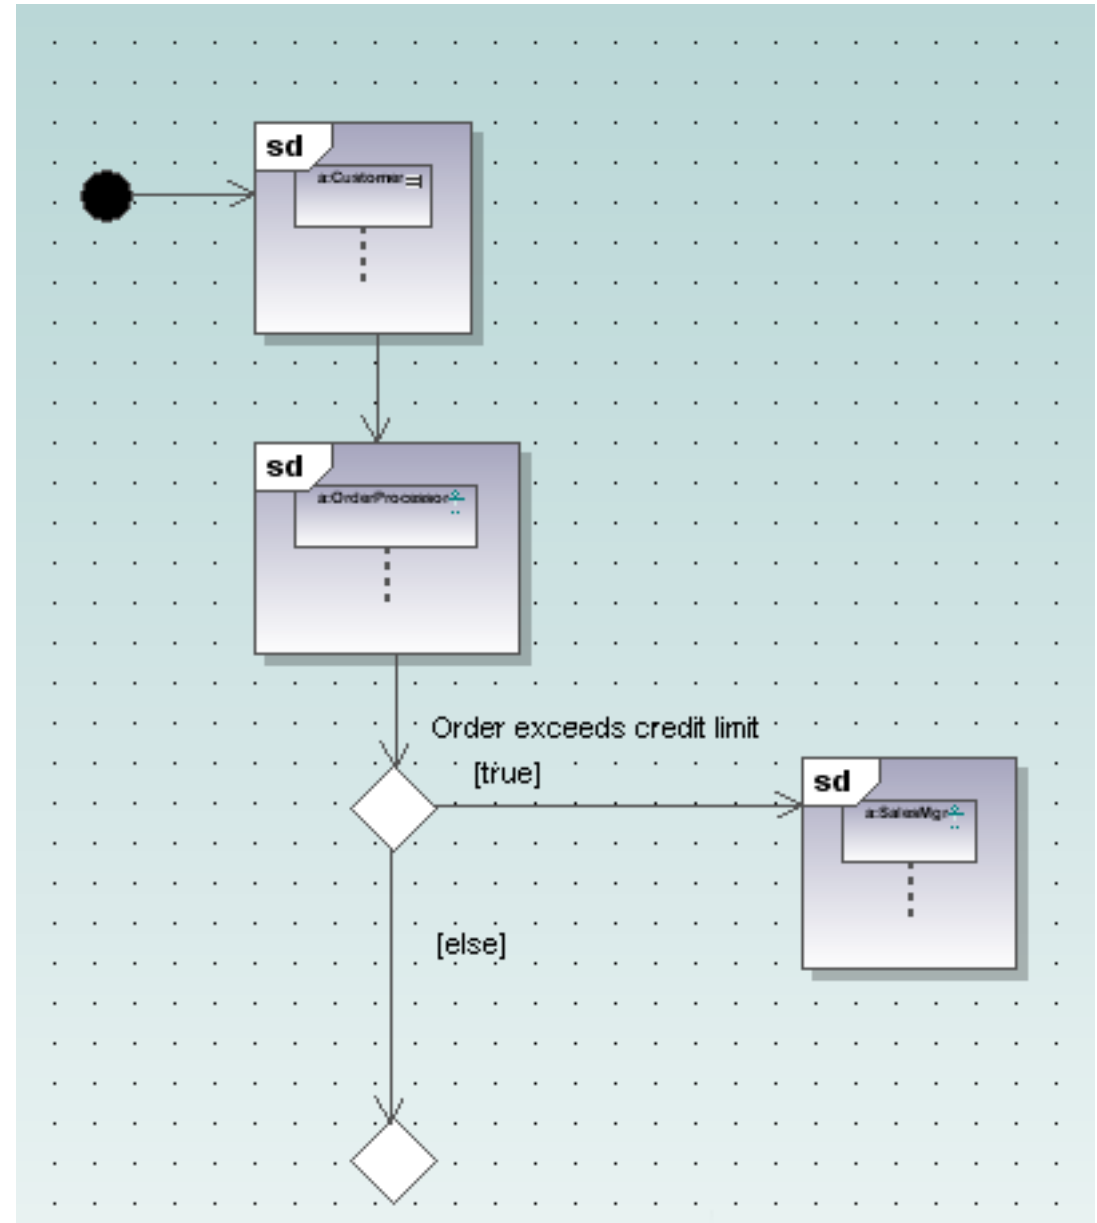 sd
a:Customer
sd
a:OrderProcessor
Order exceeds credit limit
[true]
sd
a:SalesMgr
[else]